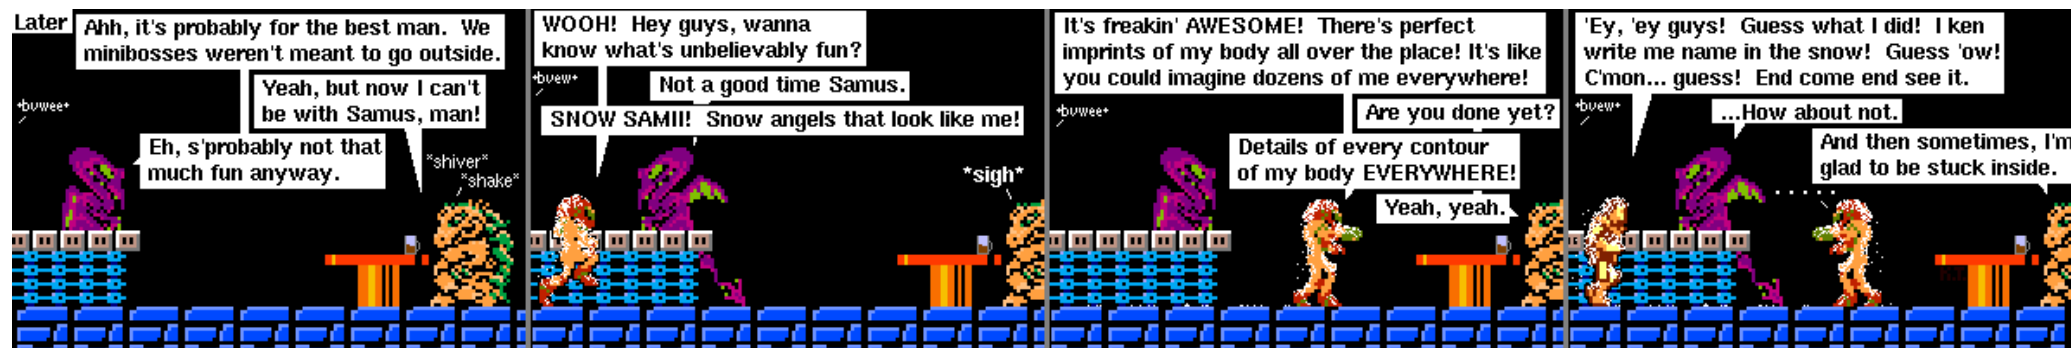 Later
Ahh, it's probably for the best man. We
minibosses weren't meant to go outside.
Yeah, but now I can't
be with Samus, man!
*buwee*
Eh, s'probably not that
much fun anyway.
*shiver*
*shake*
WOOH! Hey guys, wanna
know what's unbelievably fun?
*buew*
Not a good time Samus.
SNOW SAMII! Snow angels that look like me!
*sigh*
It's freakin' AWESOME! There's perfect
imprints of my body all over the place! It's like
you could imagine dozens of me everywhere!
*buwee*
Are you done yet?
Details of every contour
of my body EVERYWHERE!
Yeah, yeah.
'Ey, 'ey guys! Guess what I did! I ken
write me name in the snow! Guess 'ow!
C'mon... guess! End come end see it.
*buew*
...How about not.
And then sometimes, I'm
glad to be stuck inside.
.......